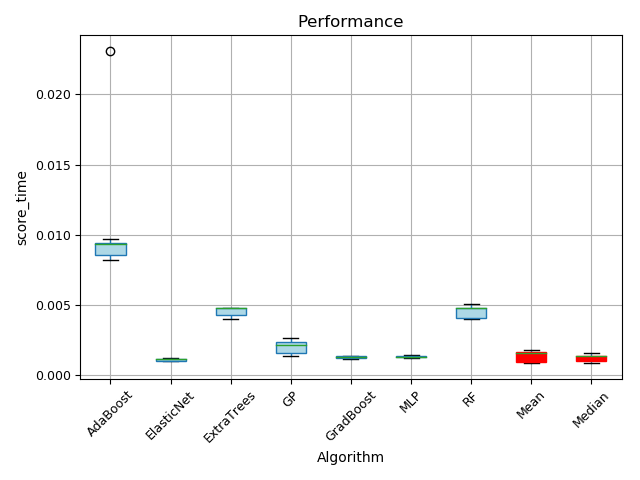 Performance
score_time
0.020
0.015
0.010
0.005
0.000
AdaBoost
ElasticNet
ExtraTrees
GP
GradBoost
MLP
RF
Mean
Median
Algorithm